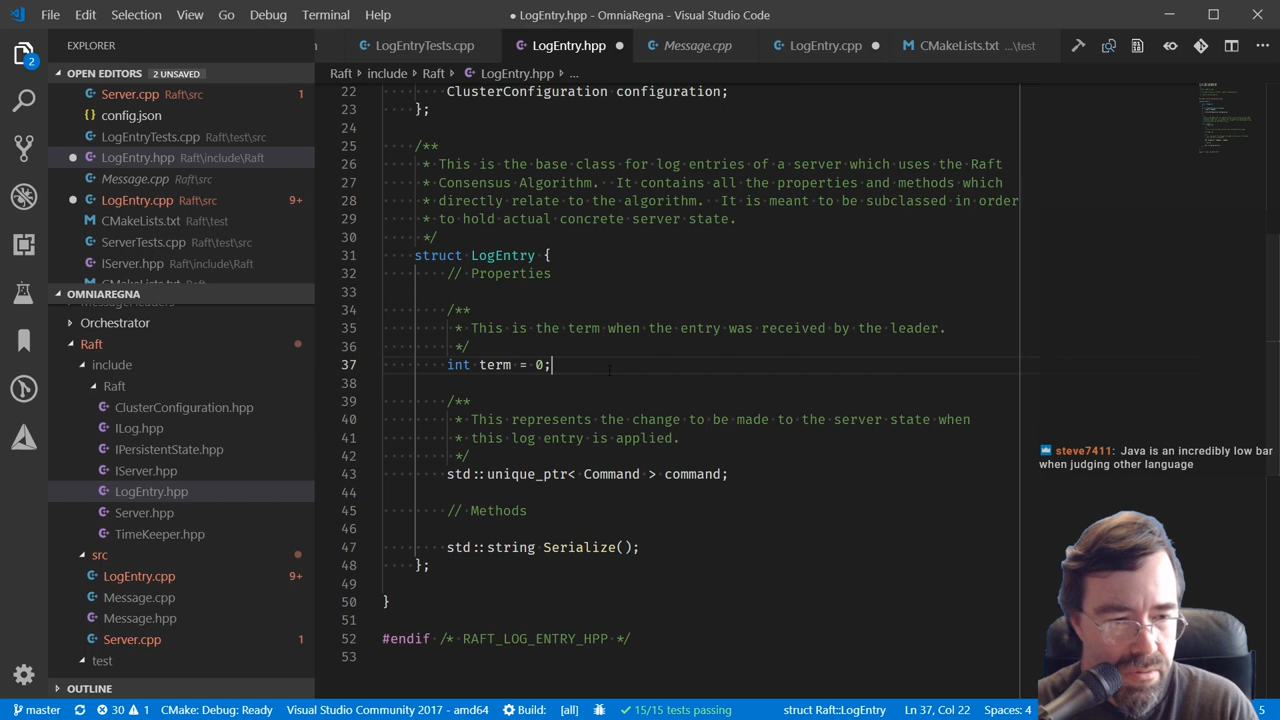 File Edit Selection View Go Debug Terminal Help
● LogEntry.hpp - OmniaRegna - Visual Studio Code
EXPLORER
LogEntryTests.cpp LogEntry.hpp Message.cpp LogEntry.cpp CMakeLists.txt ...\test
2
OPEN EDITORS 2 UNSAVED
Server.cpp Raft\src 1
config.json
LogEntryTests.cpp Raft\test\src
LogEntry.hpp Raft\include\Raft
Message.cpp Raft\src
LogEntry.cpp Raft\src 9+
CMakeLists.txt Raft\test
ServerTests.cpp Raft\test\src
IServer.hpp Raft\include\Raft
OMNIAREGNA
Orchestrator
Raft
include
Raft
ClusterConfiguration.hpp
ILog.hpp
IPersistentState.hpp
IServer.hpp
LogEntry.hpp
Server.hpp
TimeKeeper.hpp
src
LogEntry.cpp 9+
Message.cpp
Message.hpp
Server.cpp 1
test
OUTLINE
Raft › include › Raft › LogEntry.hpp › ...
22 ClusterConfiguration configuration;
23 };
24
25 /**
26 * This is the base class for log entries of a server which uses the Raft
27 * Consensus Algorithm.  It contains all the properties and methods which
28 * directly relate to the algorithm.  It is meant to be subclassed in order
29 * to hold actual concrete server state.
30 */
31 struct LogEntry {
32 // Properties
33
34 /**
35 * This is the term when the entry was received by the leader.
36 */
37 int term = 0;
38
39 /**
40 * This represents the change to be made to the server state when
41 * this log entry is applied.
42 */
43 std::unique_ptr< Command > command;
44
45 // Methods
46
47 std::string Serialize();
48 };
49
50 }
51
52 #endif /* RAFT_LOG_ENTRY_HPP */
53
steve7411: Java is an incredibly low bar
when judging other language
master 30 1 CMake: Debug: Ready Visual Studio Community 2017 - amd64 Build: [all] 15/15 tests passing struct Raft::LogEntry Ln 37, Col 22 Spaces: 4 5